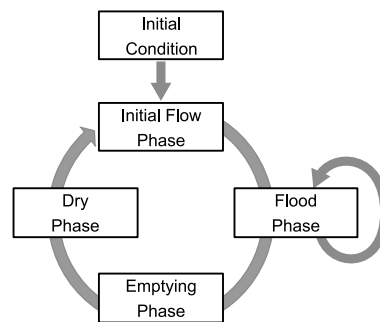 Initial
Condition
Initial Flow
Phase
Dry
Phase
Flood
Phase
Emptying
Phase